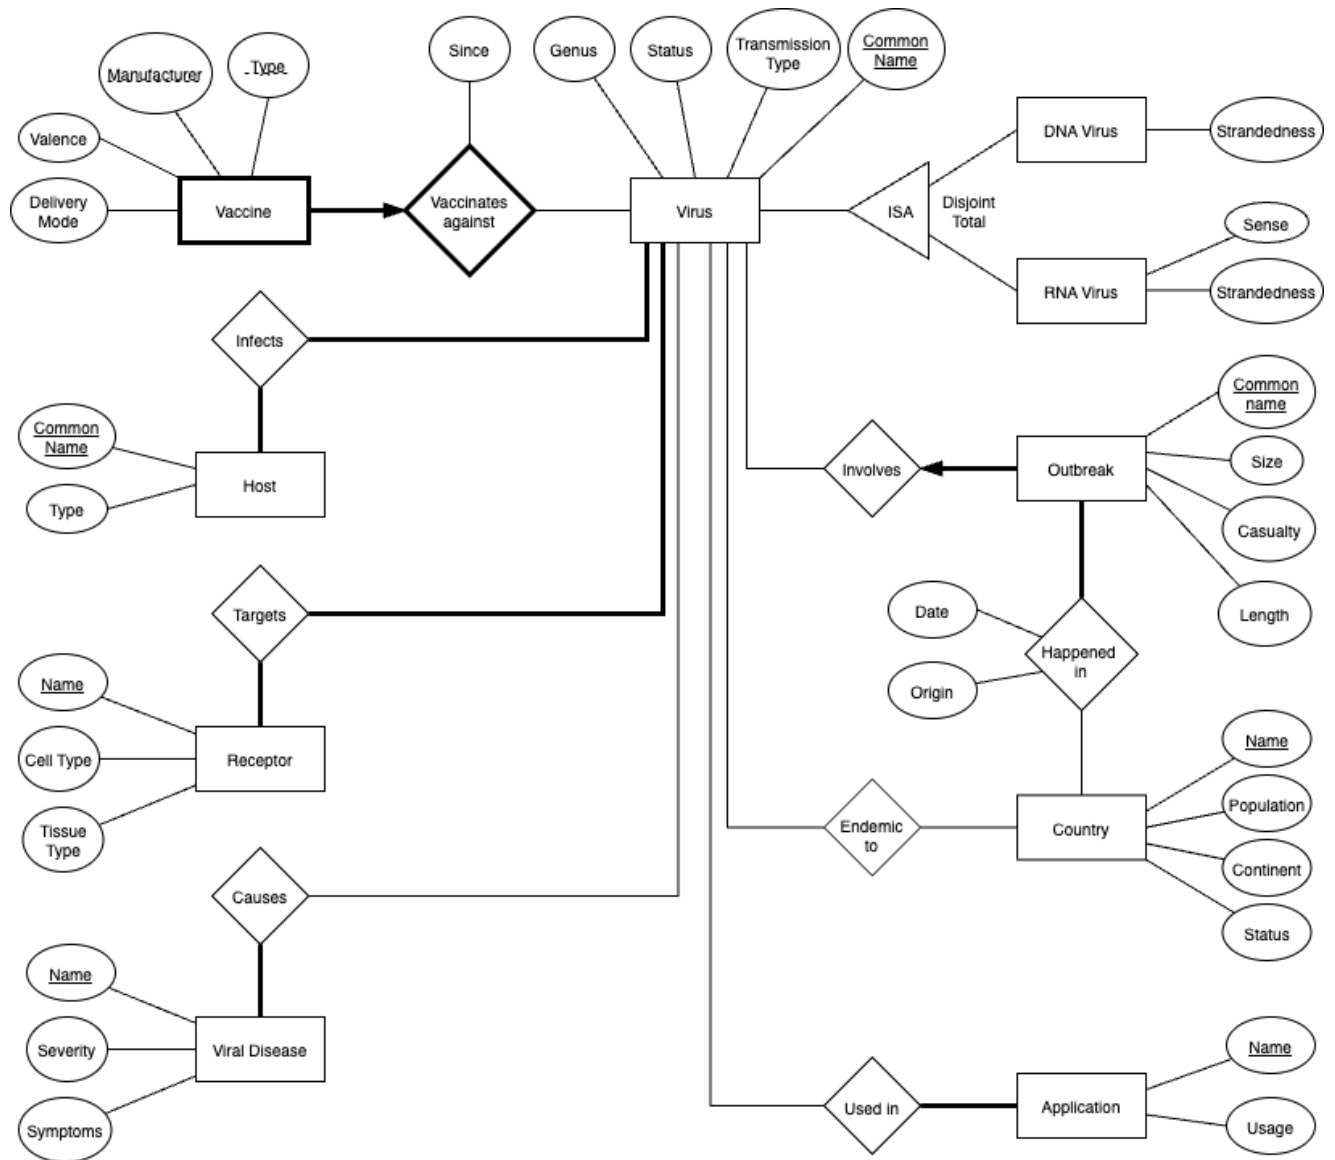 Since
Genus
Status
Transmission
Type
Common
Name
Manufacturer
Type
Valence
Delivery
Mode
Vaccine
Vaccinates
against
Virus
ISA
Disjoint
Total
DNA Virus
Strandedness
Sense
RNA Virus
Strandedness
Infects
Common
Name
Type
Host
Involves
Outbreak
Common
name
Size
Casualty
Length
Targets
Name
Cell Type
Tissue
Type
Receptor
Date
Origin
Happened
in
Endemic
to
Country
Name
Population
Continent
Status
Causes
Name
Severity
Symptoms
Viral Disease
Used in
Application
Name
Usage